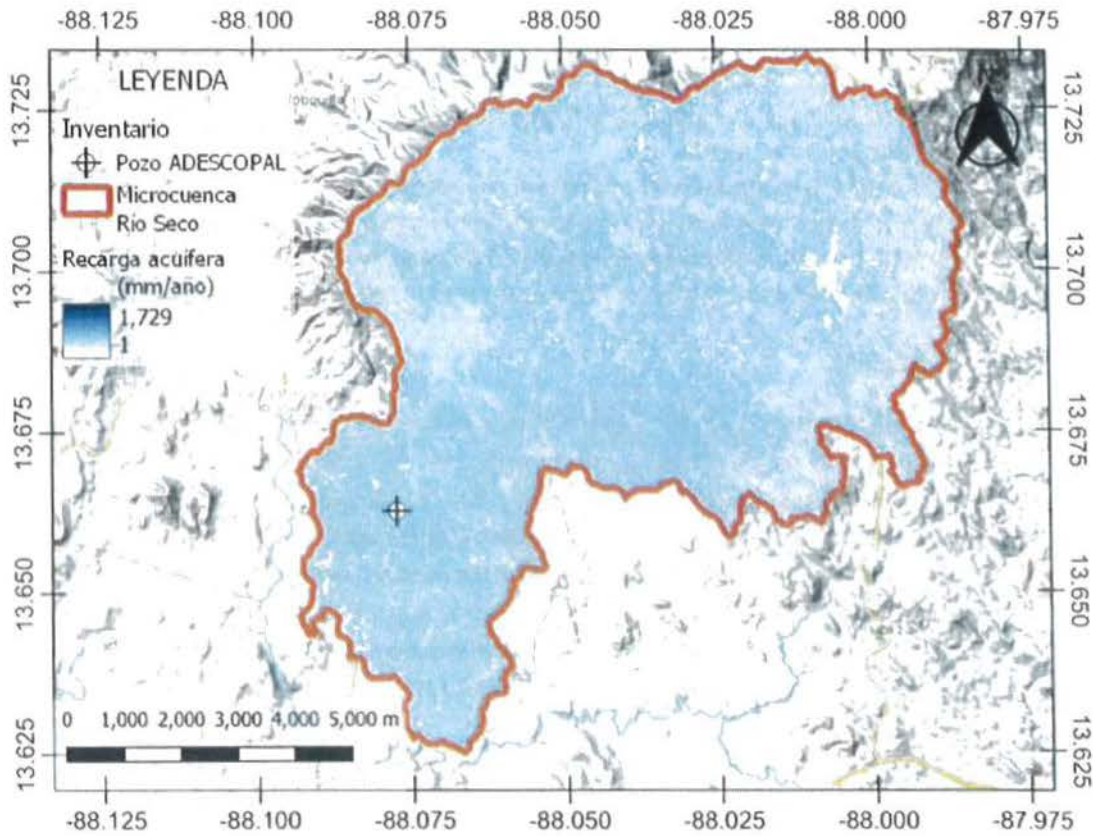 -88.125 -88.100 -88.075 -88.050 -88.025 -88.000 -87.975
13.725
13.700
13.675
13.650
13.625
LEYENDA
Inventario
Pozo ADESCOPAL
Microcuenca
Río Seco
Recarga acuífera
(mm/año)
1,729
1
13.725
13.700
13.675
13.650
13.625
0 1,000 2,000 3,000 4,000 5,000 m
-88.125 -88.100 -88.075 -88.050 -88.025 -88.000 -87.975